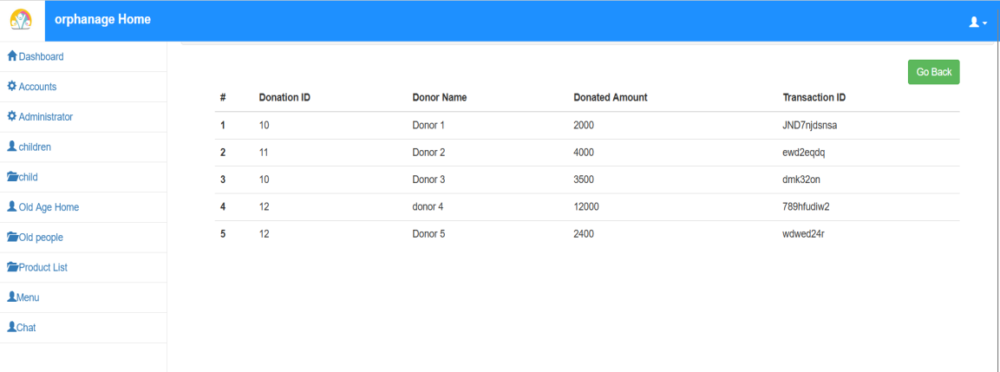 orphanage Home
Dashboard
Accounts
Administrator
children
child
Old Age Home
Old people
Product List
Menu
Chat
Go Back
# Donation ID Donor Name Donated Amount Transaction ID
1 10 Donor 1 2000 JND7njdsnsa
2 11 Donor 2 4000 ewd2eqdq
3 10 Donor 3 3500 dmk32on
4 12 donor 4 12000 789hfudiw2
5 12 Donor 5 2400 wdwed24r